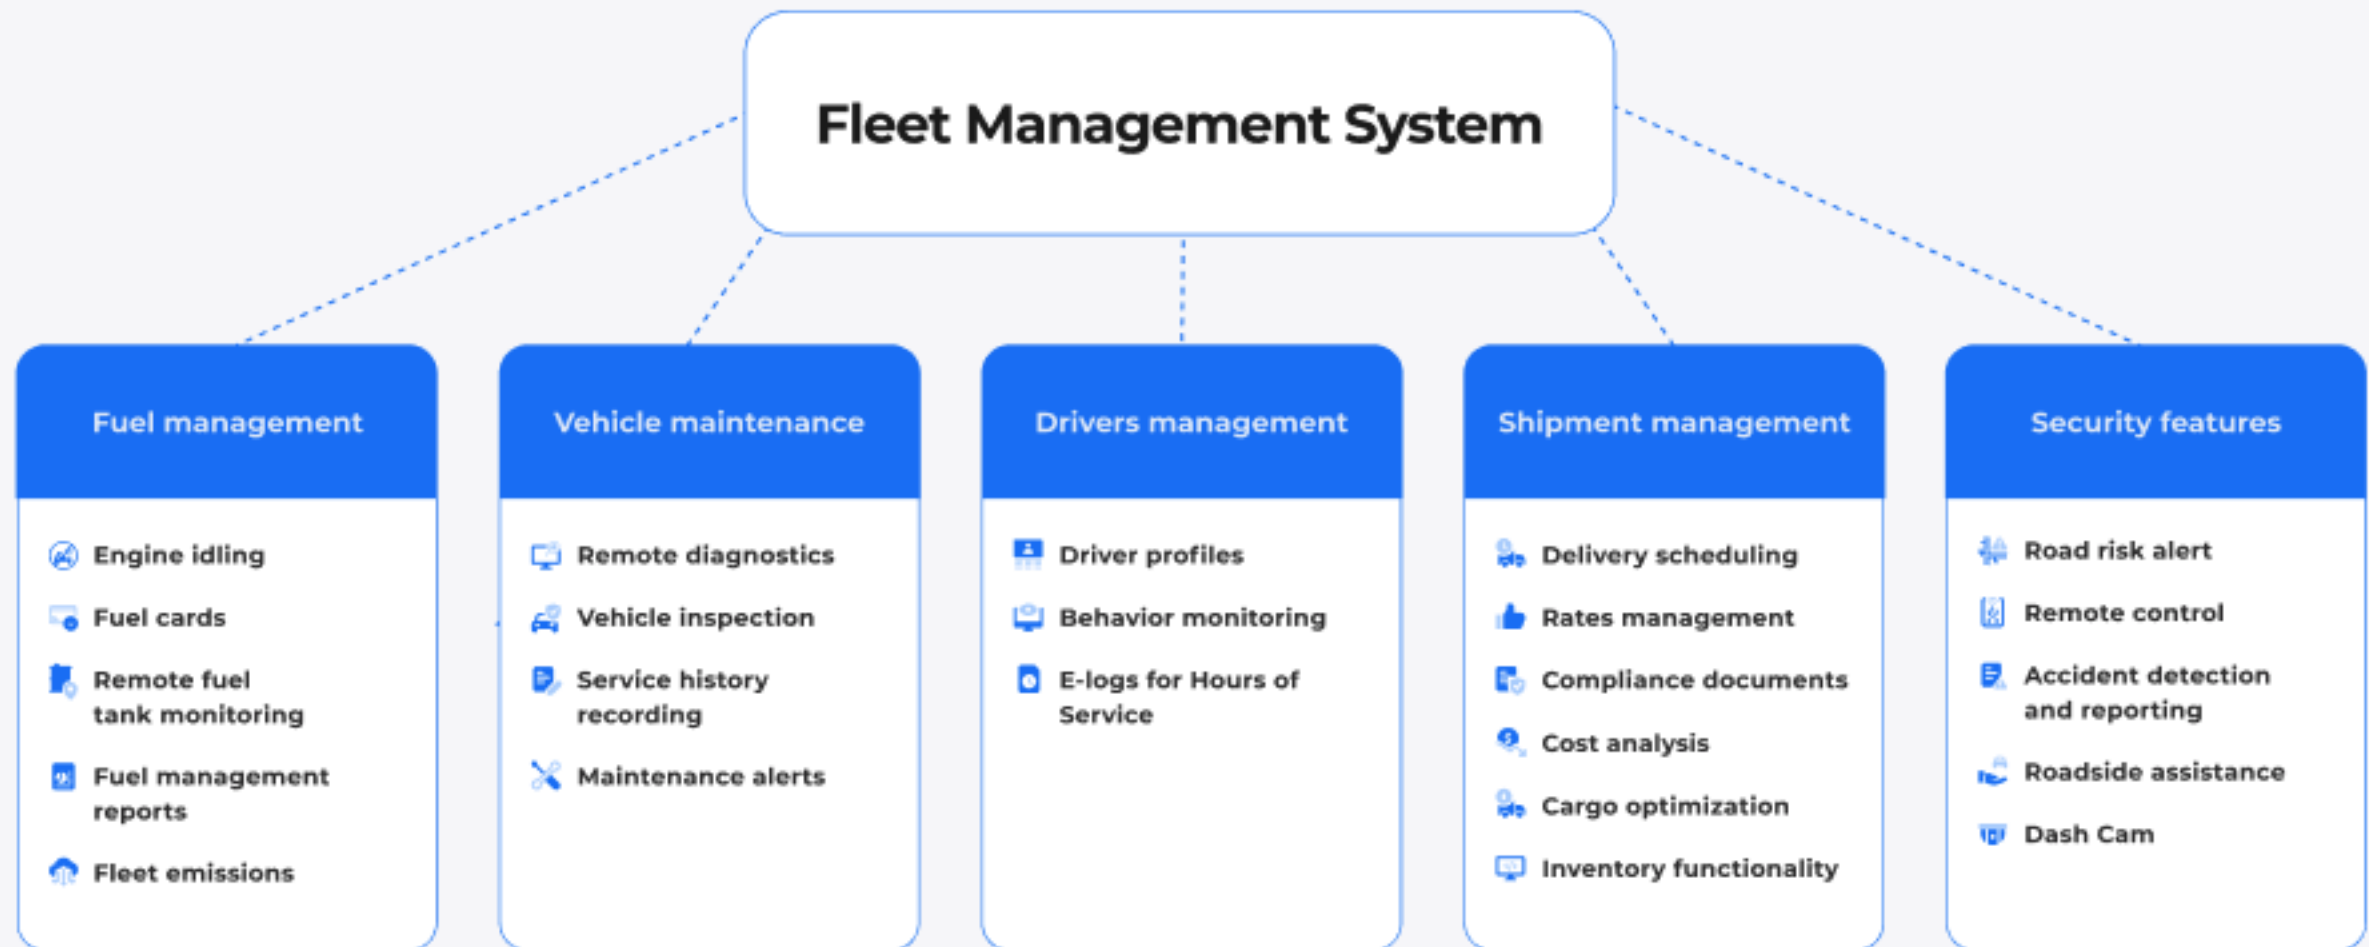 Fleet Management System
Fuel management
Engine idling
Fuel cards
Remote fuel
tank monitoring
Fuel management
reports
Fleet emissions
Vehicle maintenance
Remote diagnostics
Vehicle inspection
Service history
recording
Maintenance alerts
Drivers management
Driver profiles
Behavior monitoring
E-logs for Hours of
Service
Shipment management
Delivery scheduling
Rates management
Compliance documents
Cost analysis
Cargo optimization
Inventory functionality
Security features
Road risk alert
Remote control
Accident detection
and reporting
Roadside assistance
Dash Cam